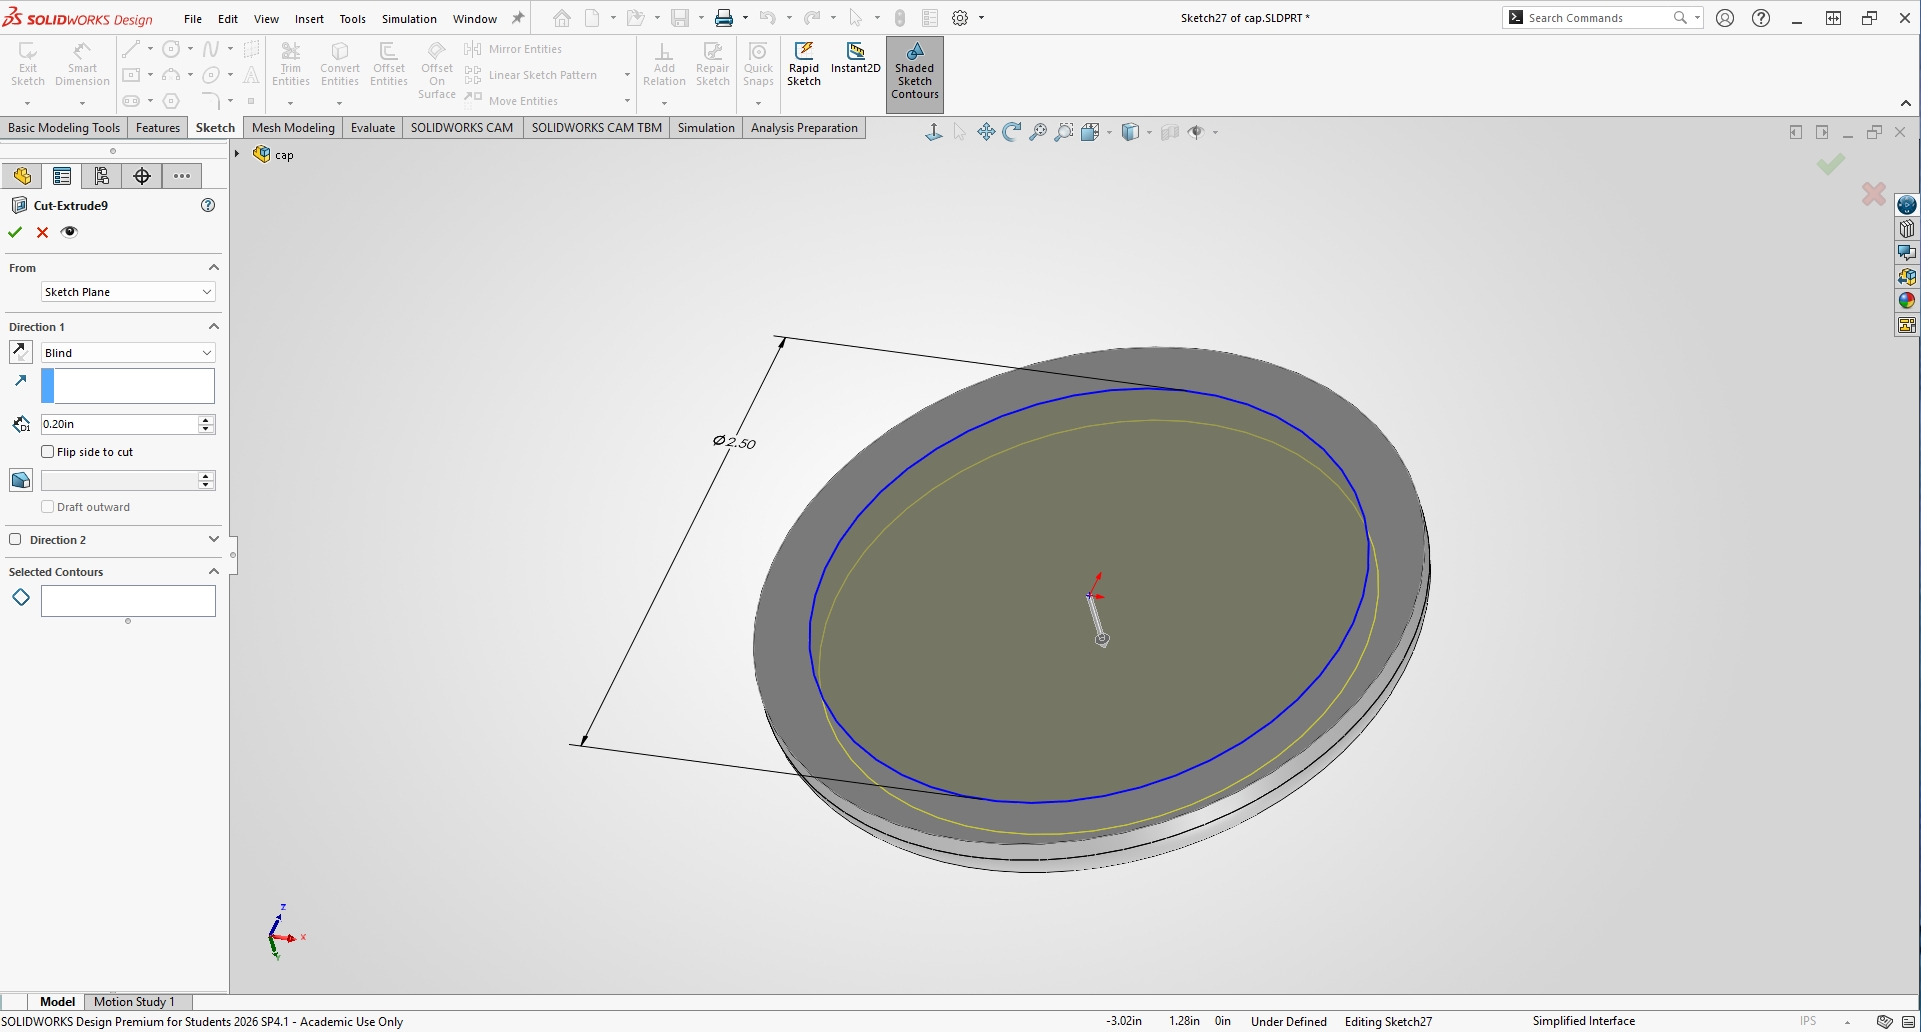 3S SOLIDWORKS Design
File Edit View Insert Tools Simulation Window
Sketch27 of cap.SLDPRT *
Search Commands
Exit Sketch
Smart Dimension
Trim Entities
Convert Entities
Offset Entities
Offset On Surface
Mirror Entities
Linear Sketch Pattern
Move Entities
Add Relation
Repair Sketch
Quick Snaps
Rapid Sketch
Instant2D
Shaded Sketch Contours
Basic Modeling Tools Features Sketch Mesh Modeling Evaluate SOLIDWORKS CAM SOLIDWORKS CAM TBM Simulation Analysis Preparation
cap
Cut-Extrude9
From
Sketch Plane
Direction 1
Blind
D1 0.20in
Flip side to cut
Draft outward
Direction 2
Selected Contours
Ø2.50
Z
X
Y
Model Motion Study 1
SOLIDWORKS Design Premium for Students 2026 SP4.1 - Academic Use Only
-3.02in 1.28in 0in Under Defined Editing Sketch27 Simplified Interface IPS